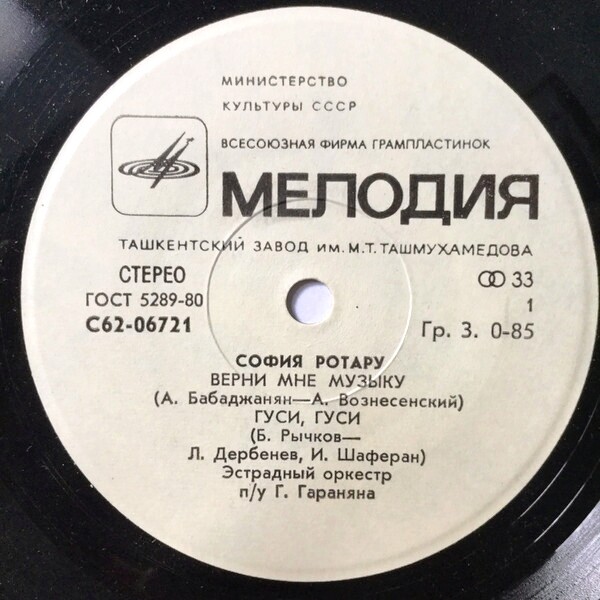 МИНИСТЕРСТВО
КУЛЬТУРЫ СССР
ВСЕСОЮЗНАЯ ФИРМА ГРАМПЛАСТИНОК
МЕЛОДИЯ
ТАШКЕНТСКИЙ ЗАВОД ИМ. М.Т. ТАШМУХАМЕДОВА
СТЕРЕО
33
ГОСТ 5289-80
1
С62-06721
Гр. 3. 0-85
СОФИЯ РОТАРУ
ВЕРНИ МНЕ МУЗЫКУ
(А. Бабаджанян—А. Вознесенский)
ГУСИ, ГУСИ
(Б. Рычков—
Л. Дербенев, И. Шаферан)
Эстрадный оркестр
п/у Г. Гараняна